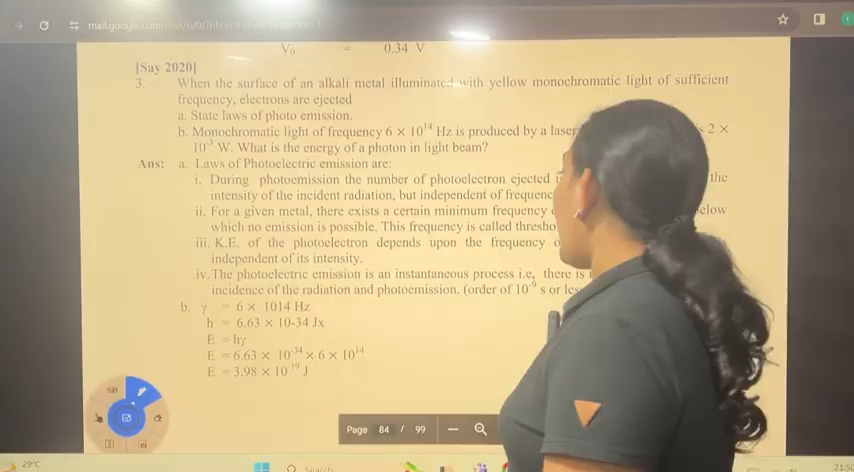 V₀ = 0.34 V
[Say 2020]
3. When the surface of an alkali metal illuminated with yellow monochromatic light of sufficient
frequency, electrons are ejected
a. State laws of photo emission.
b. Monochromatic light of frequency 6 × 10¹⁴ Hz is produced by a laser 2 ×
10⁻³ W. What is the energy of a photon in light beam?
Ans: a. Laws of Photoelectric emission are:
i. During photoemission the number of photoelectron ejected the
intensity of the incident radiation, but independent of
ii. For a given metal, there exists a certain minimum frequency
which no emission is possible. This frequency is called
iii. K.E. of the photoelectron depends upon the frequency
independent of its intensity.
iv. The photoelectric emission is an instantaneous process i.e, there is
incidence of the radiation and photoemission. (order of 10⁻⁹ s or
b. γ = 6 × 1014 Hz
h = 6.63 × 10-34 Jx
E = hγ
E = 6.63 × 10⁻³⁴ × 6 × 10¹⁴
E = 3.98 × 10⁻¹⁹ J
Page 84 / 99
29°C
Search